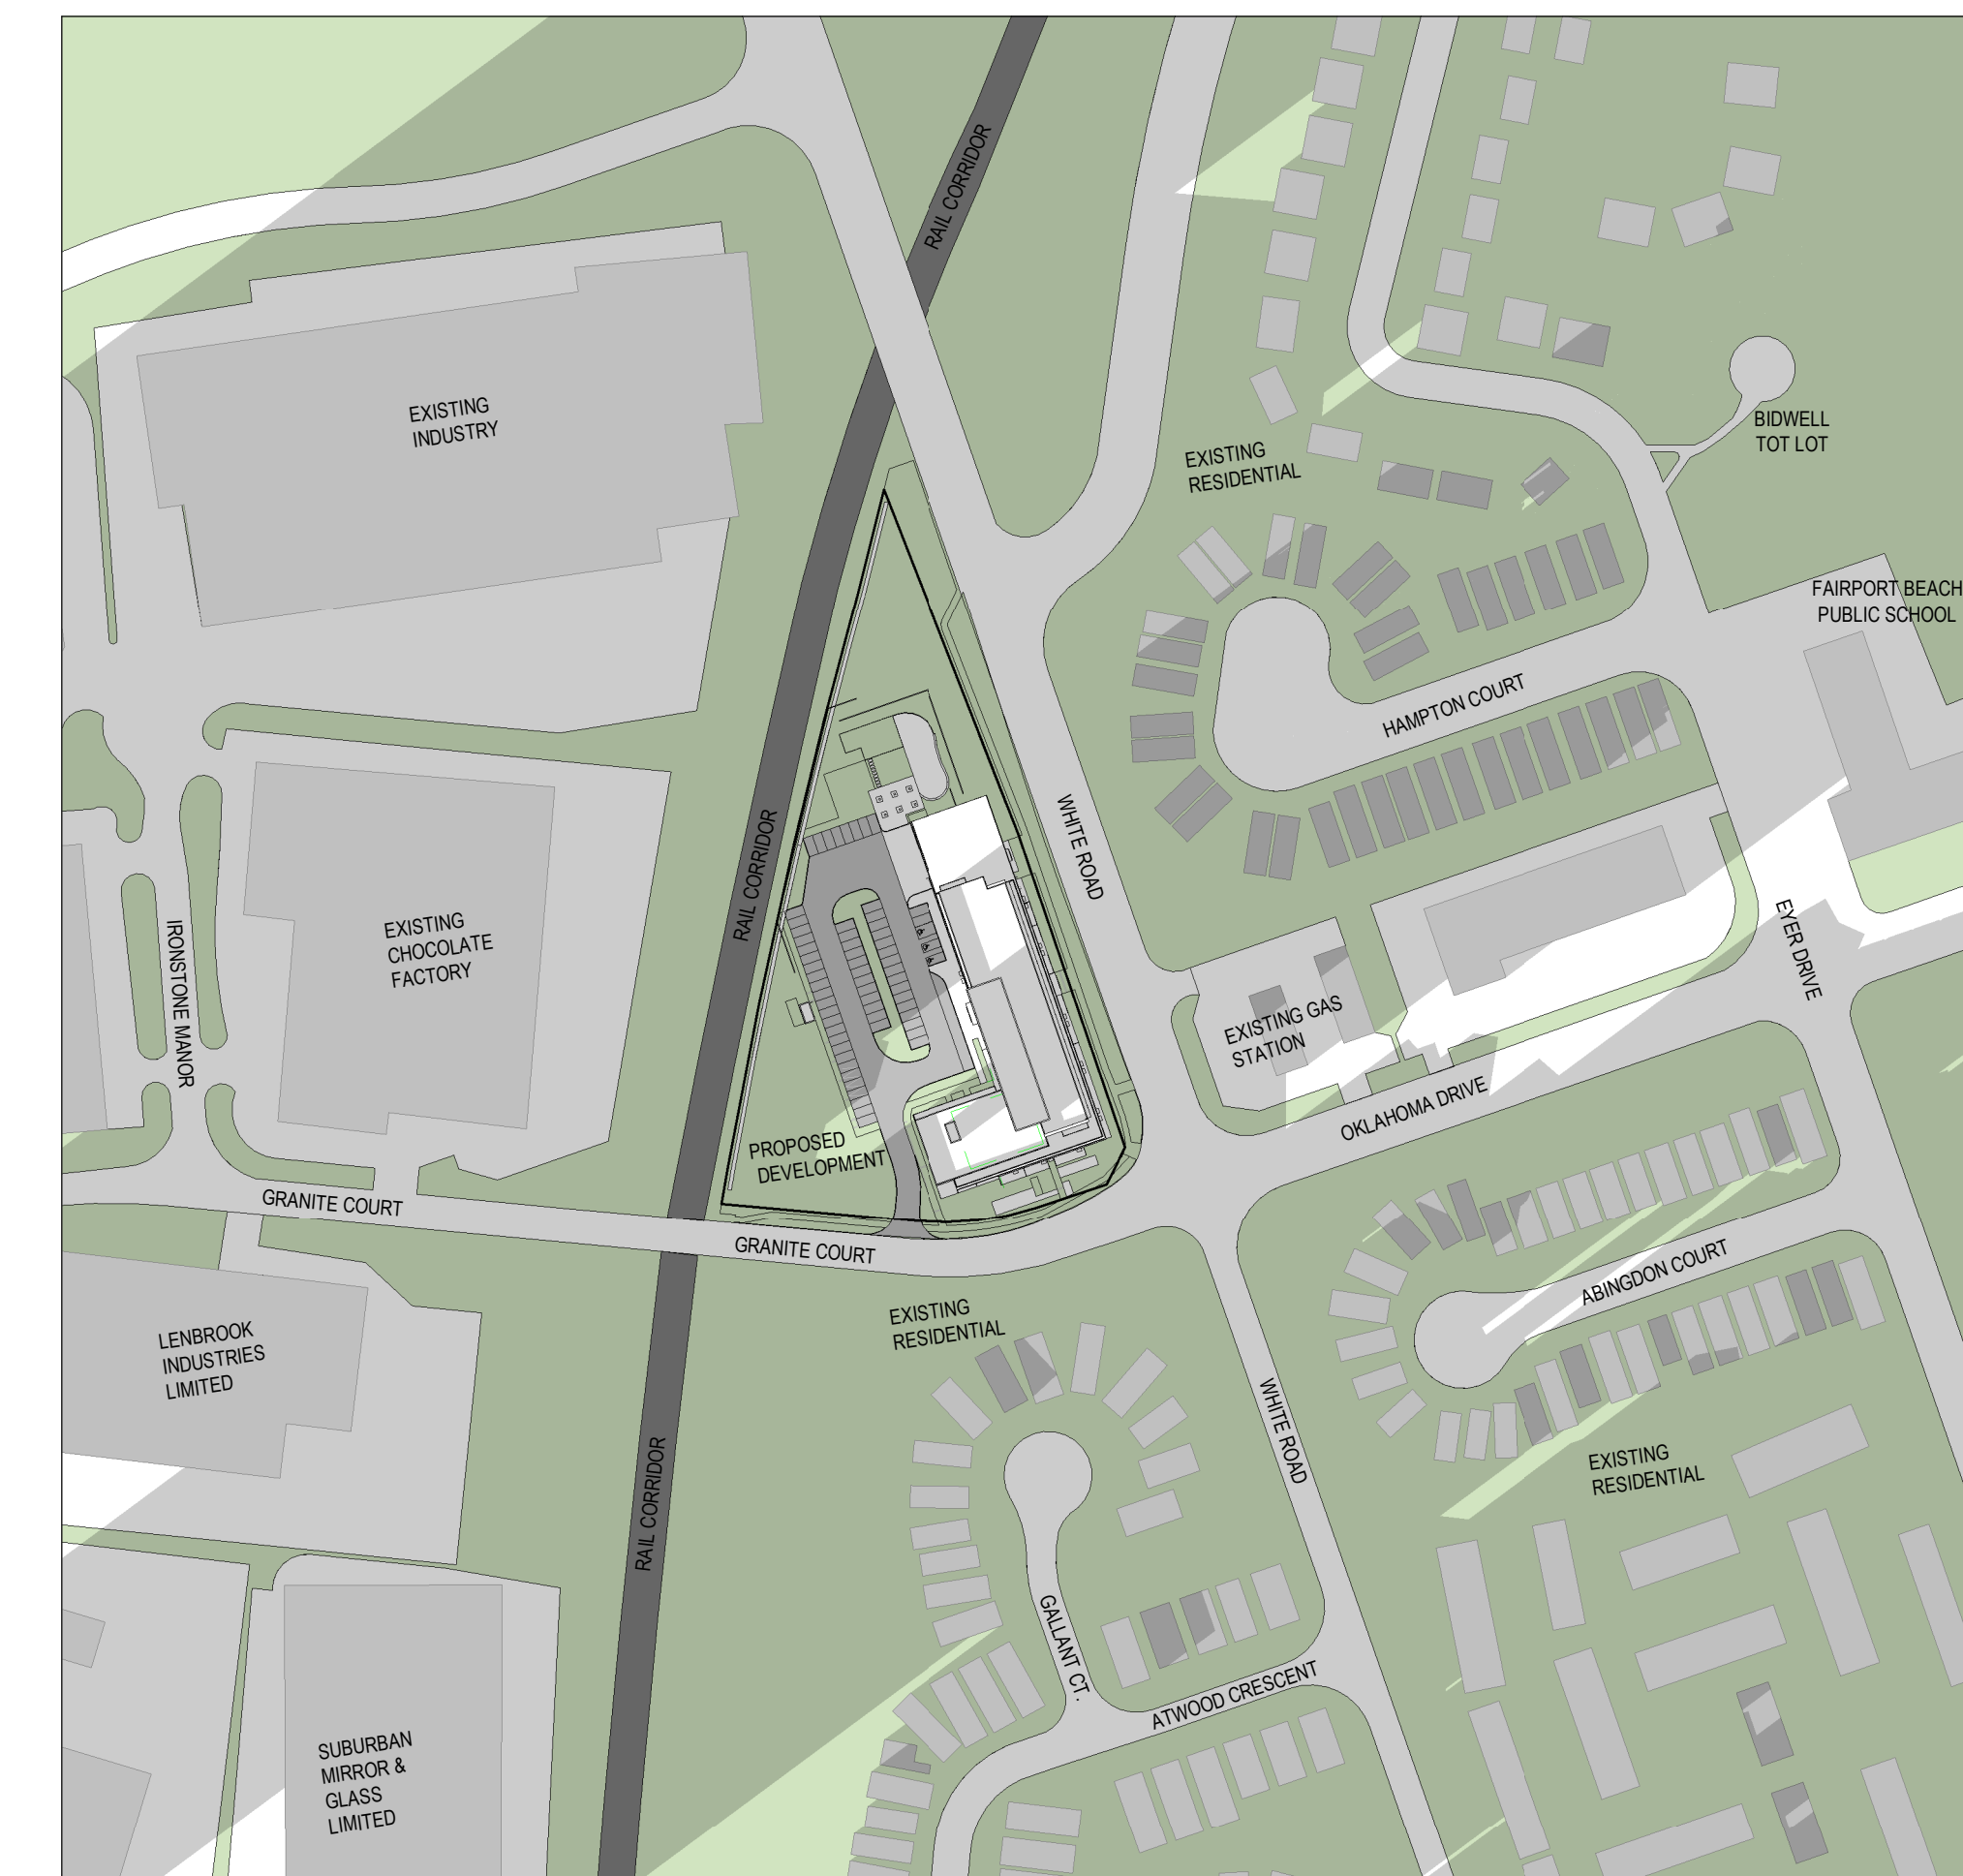 RAIL CORRIDOR
EXISTING
INDUSTRY
BIDWELL
TOT LOT
EXISTING
RESIDENTIAL
FAIRPORT BEACH
PUBLIC SCHOOL
HAMPTON COURT
WHITE ROAD
RAIL CORRIDOR
EXISTING
CHOCOLATE
FACTORY
IRONSTONE MANOR
EYER DRIVE
EXISTING GAS
STATION
OKLAHOMA DRIVE
PROPOSED
DEVELOPMENT
GRANITE COURT
GRANITE COURT
ABINGDON COURT
EXISTING
RESIDENTIAL
LENBROOK
INDUSTRIES
LIMITED
WHITE ROAD
EXISTING
RESIDENTIAL
RAIL CORRIDOR
GALLANT CT.
ATWOOD CRESCENT
SUBURBAN
MIRROR &
GLASS
LIMITED